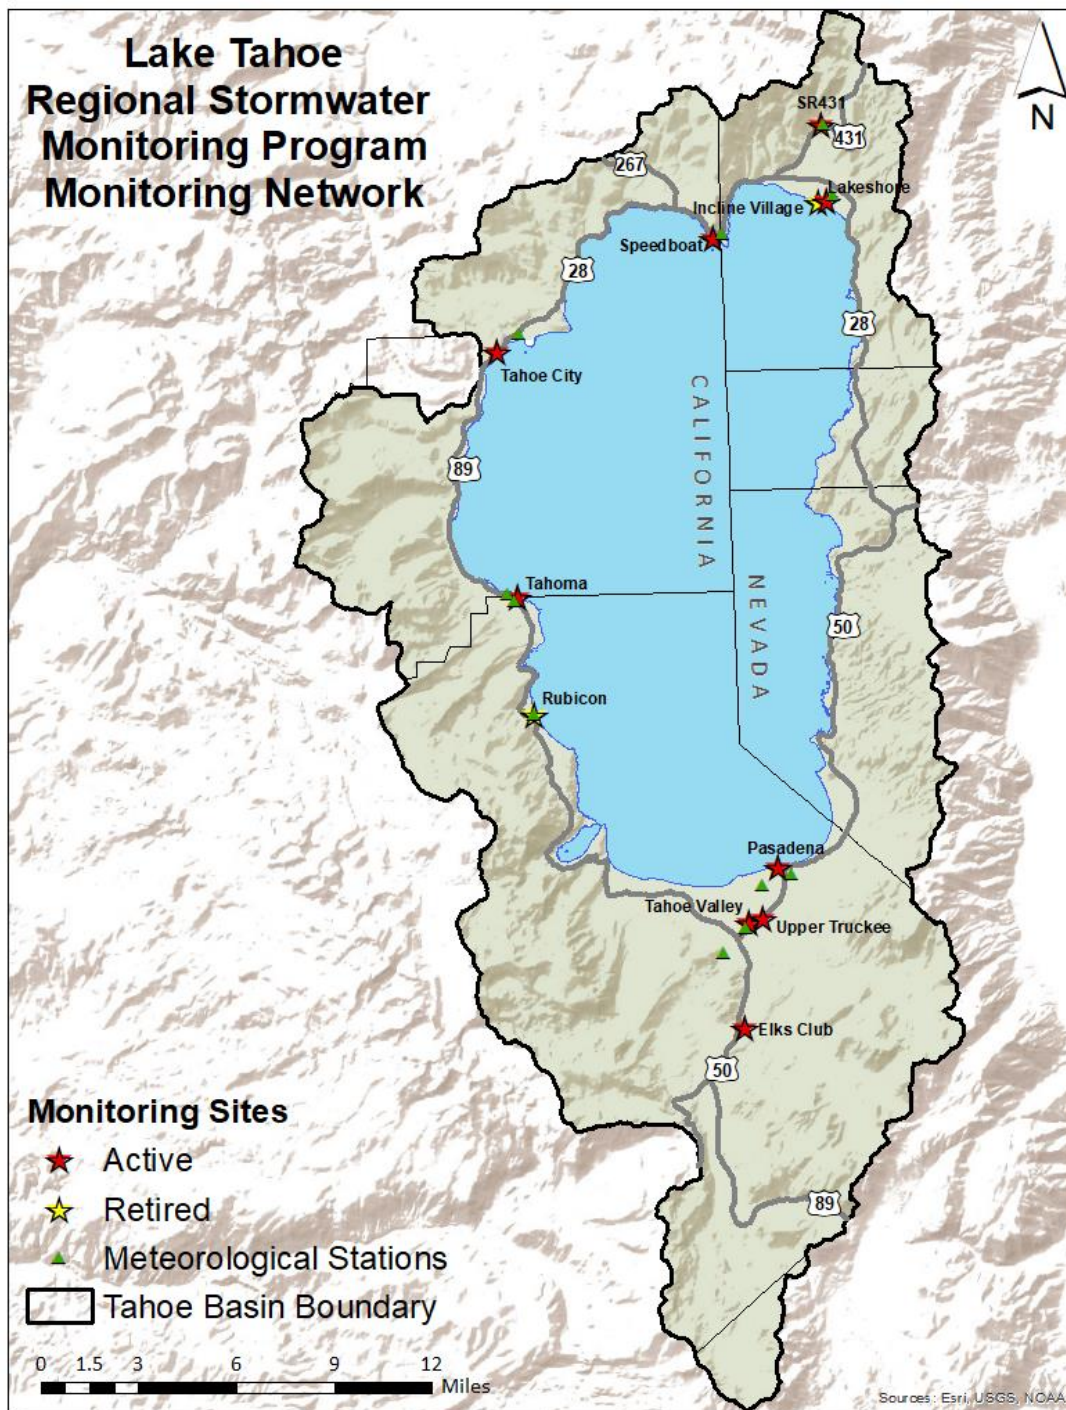 Lake Tahoe
Regional Stormwater
Monitoring Program
Monitoring Network
N
SR431
431
267
Lakeshore
Incline Village
Speedboat
28
28
Tahoe City
CALIFORNIA
89
NEVADA
Tahoma
50
Rubicon
Pasadena
Tahoe Valley
Upper Truckee
Elks Club
50
89
Monitoring Sites
Active
Retired
Meteorological Stations
Tahoe Basin Boundary
0 1.5 3 6 9 12
Miles
Sources: Esri, USGS, NOAA